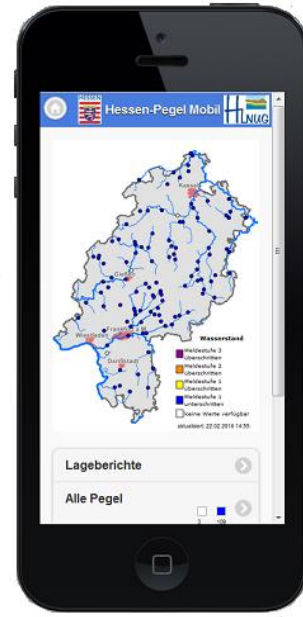 HESSEN
Hessen-Pegel Mobil
HLNUG
Kassel
Gießen
Wiesbaden
Frankfurt a.M.
Darmstadt
Wasserstand
Meldestufe 3
überschritten
Meldestufe 2
überschritten
Meldestufe 1
überschritten
Meldestufe 1
unterschritten
keine Werte verfügbar
aktualisiert: 22.02.2016 14:55
Lageberichte
Alle Pegel
3
109